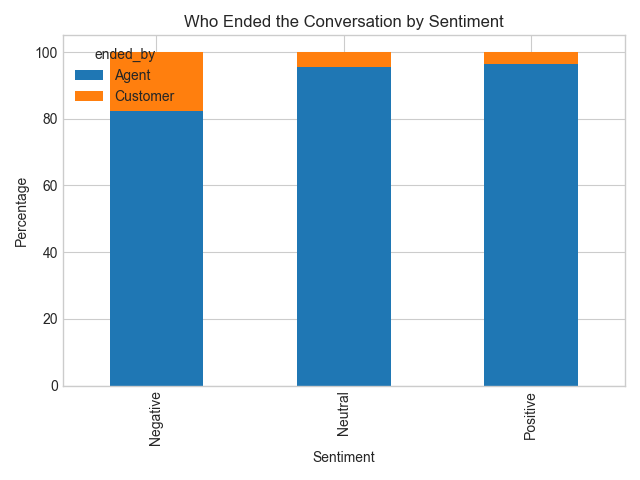 Who Ended the Conversation by Sentiment
100
80
60
40
20
0
Percentage
ended_by
Agent
Customer
Negative
Neutral
Positive
Sentiment